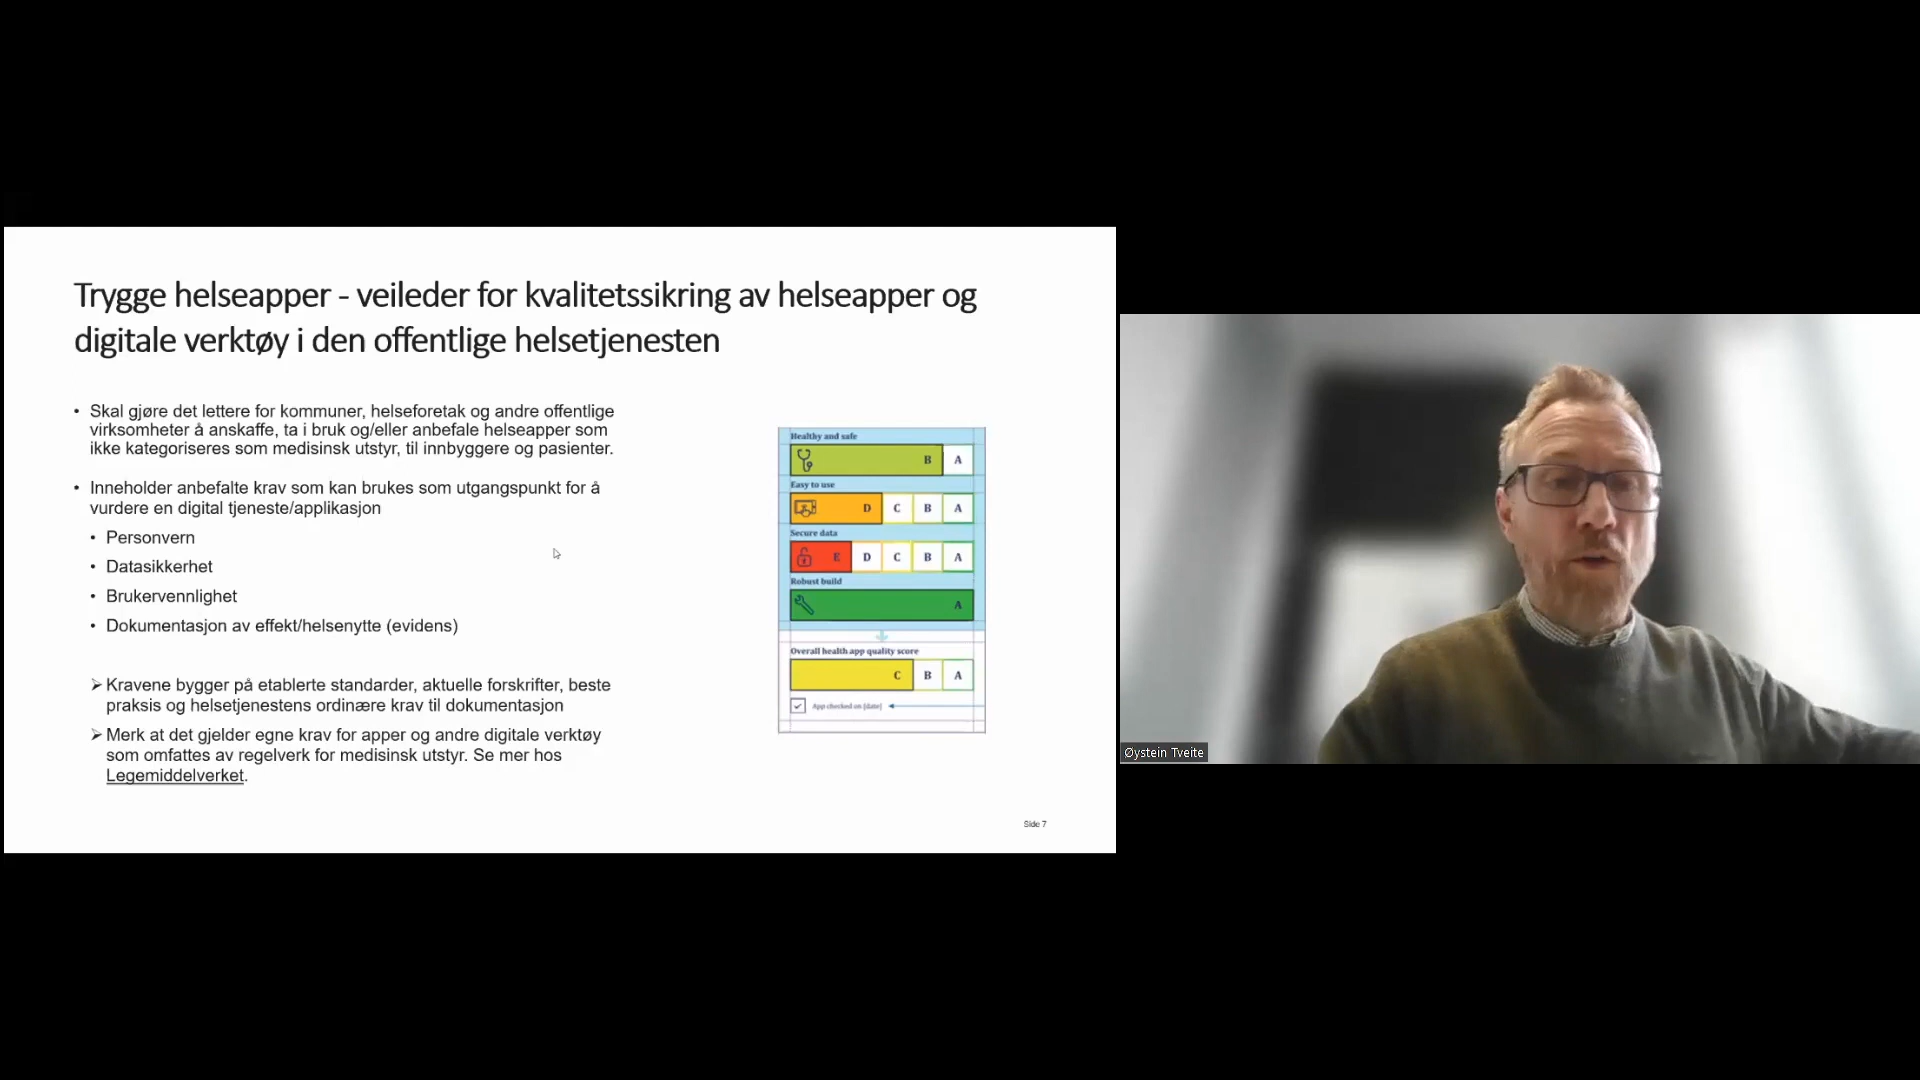 Trygge helseapper - veileder for kvalitetssikring av helseapper og
digitale verktøy i den offentlige helsetjenesten
• Skal gjøre det lettere for kommuner, helseforetak og andre offentlige
virksomheter å anskaffe, ta i bruk og/eller anbefale helseapper som
ikke kategoriseres som medisinsk utstyr, til innbyggere og pasienter.
• Inneholder anbefalte krav som kan brukes som utgangspunkt for å
vurdere en digital tjeneste/applikasjon
• Personvern
• Datasikkerhet
• Brukervennlighet
• Dokumentasjon av effekt/helsenytte (evidens)
➢ Kravene bygger på etablerte standarder, aktuelle forskrifter, beste
praksis og helsetjenestens ordinære krav til dokumentasjon
➢ Merk at det gjelder egne krav for apper og andre digitale verktøy
som omfattes av regelverk for medisinsk utstyr. Se mer hos
Legemiddelverket.
Healthy and safe
B A
Easy to use
D C B A
Secure data
E D C B A
Robust build
A
Overall health app quality score
C B A
App checked on [date]
Side 7
Øystein Tveite